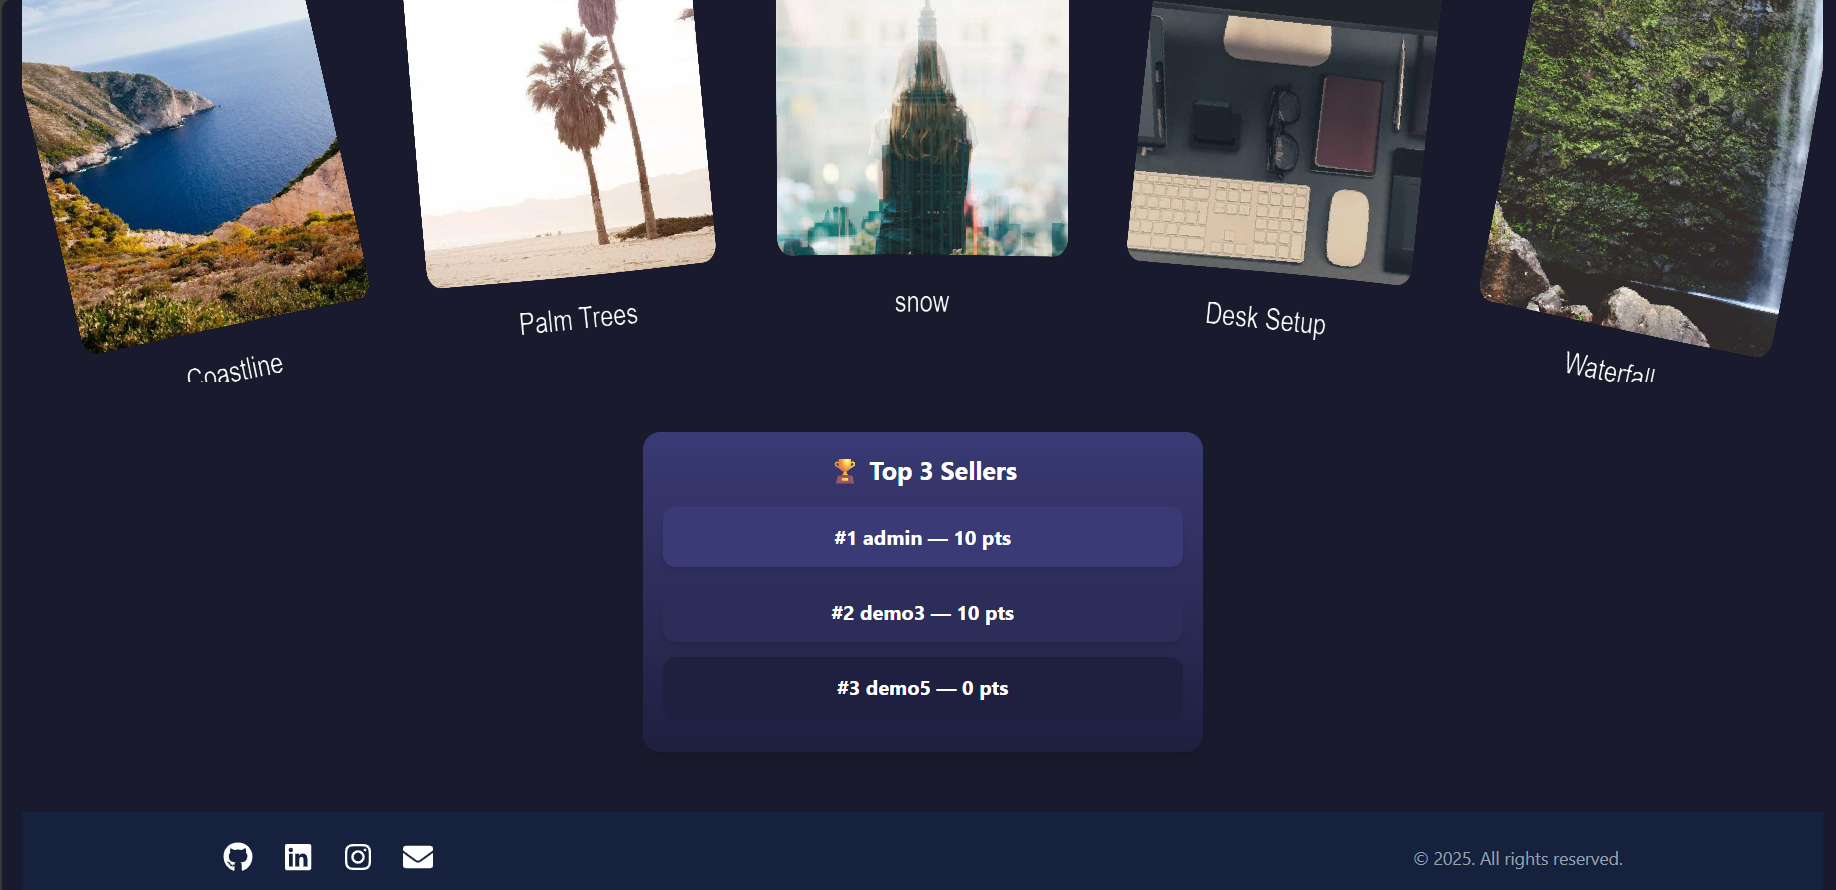 Coastline
Palm Trees
snow
Desk Setup
Waterfall
🏆 Top 3 Sellers
#1 admin — 10 pts
#2 demo3 — 10 pts
#3 demo5 — 0 pts
© 2025. All rights reserved.